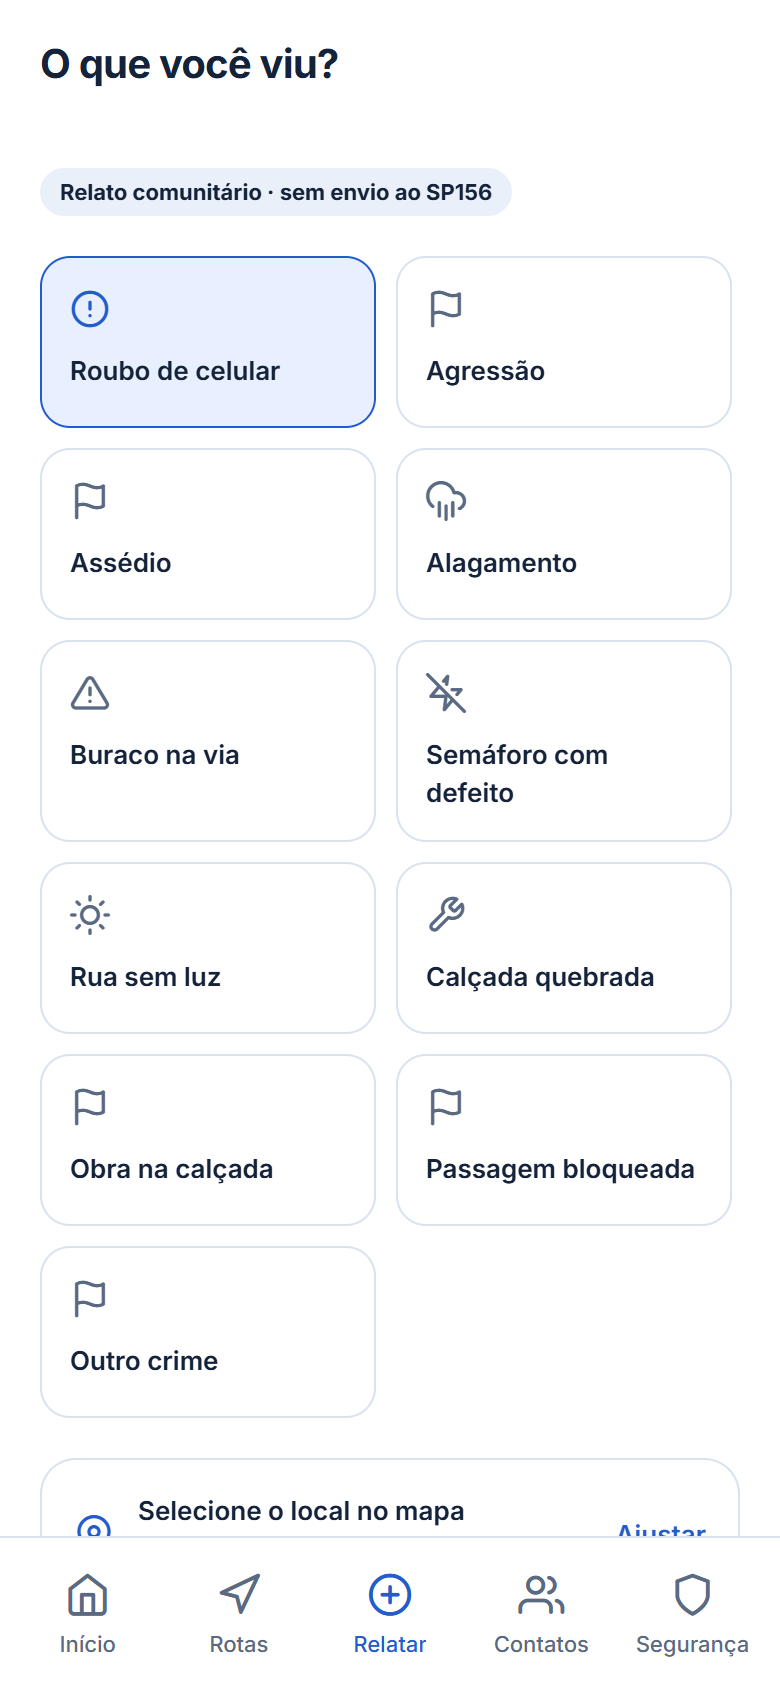 O que você viu?
Relato comunitário · sem envio ao SP156
Roubo de celular
Agressão
Assédio
Alagamento
Buraco na via
Semáforo com
defeito
Rua sem luz
Calçada quebrada
Obra na calçada
Passagem bloqueada
Outro crime
Selecione o local no mapa
Ajustar
Início
Rotas
Relatar
Contatos
Segurança